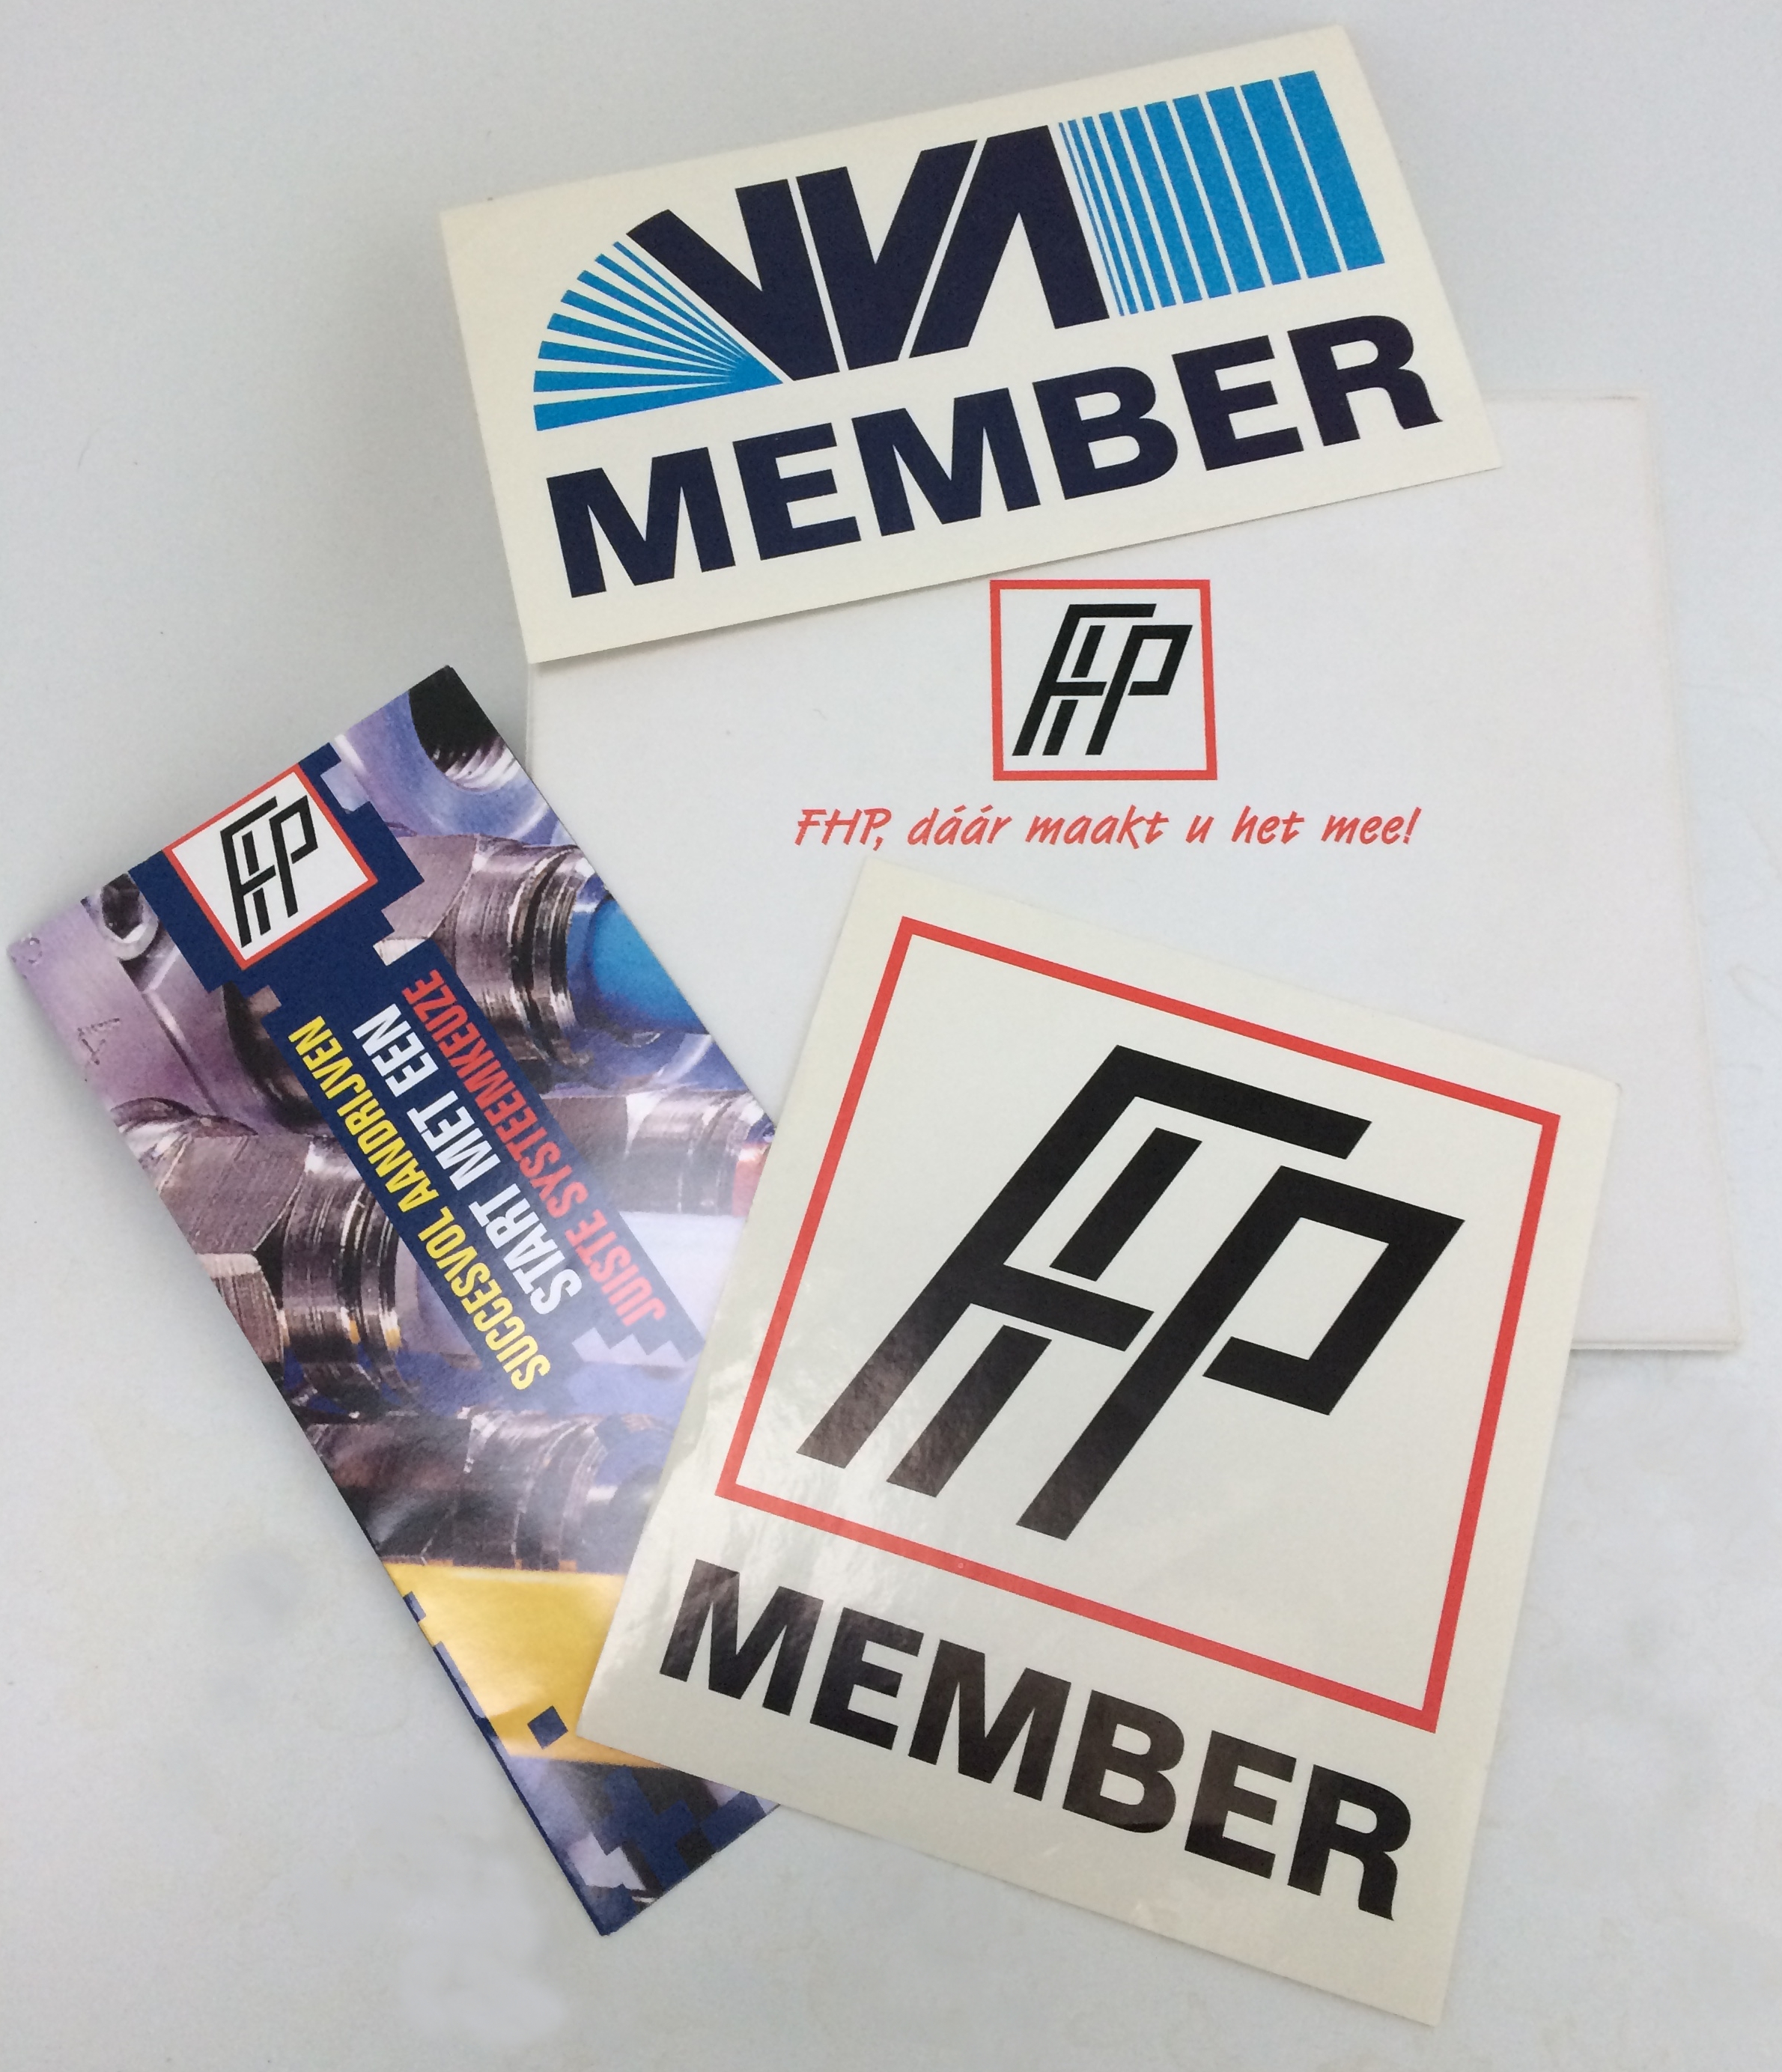 VVA
MEMBER
FHP
FHP, dáár maakt u het mee!
FHP
SUCCESVOL AANDRIJVEN
START MET EEN
JUISTE SYSTEEMKEUZE
FHP
MEMBER